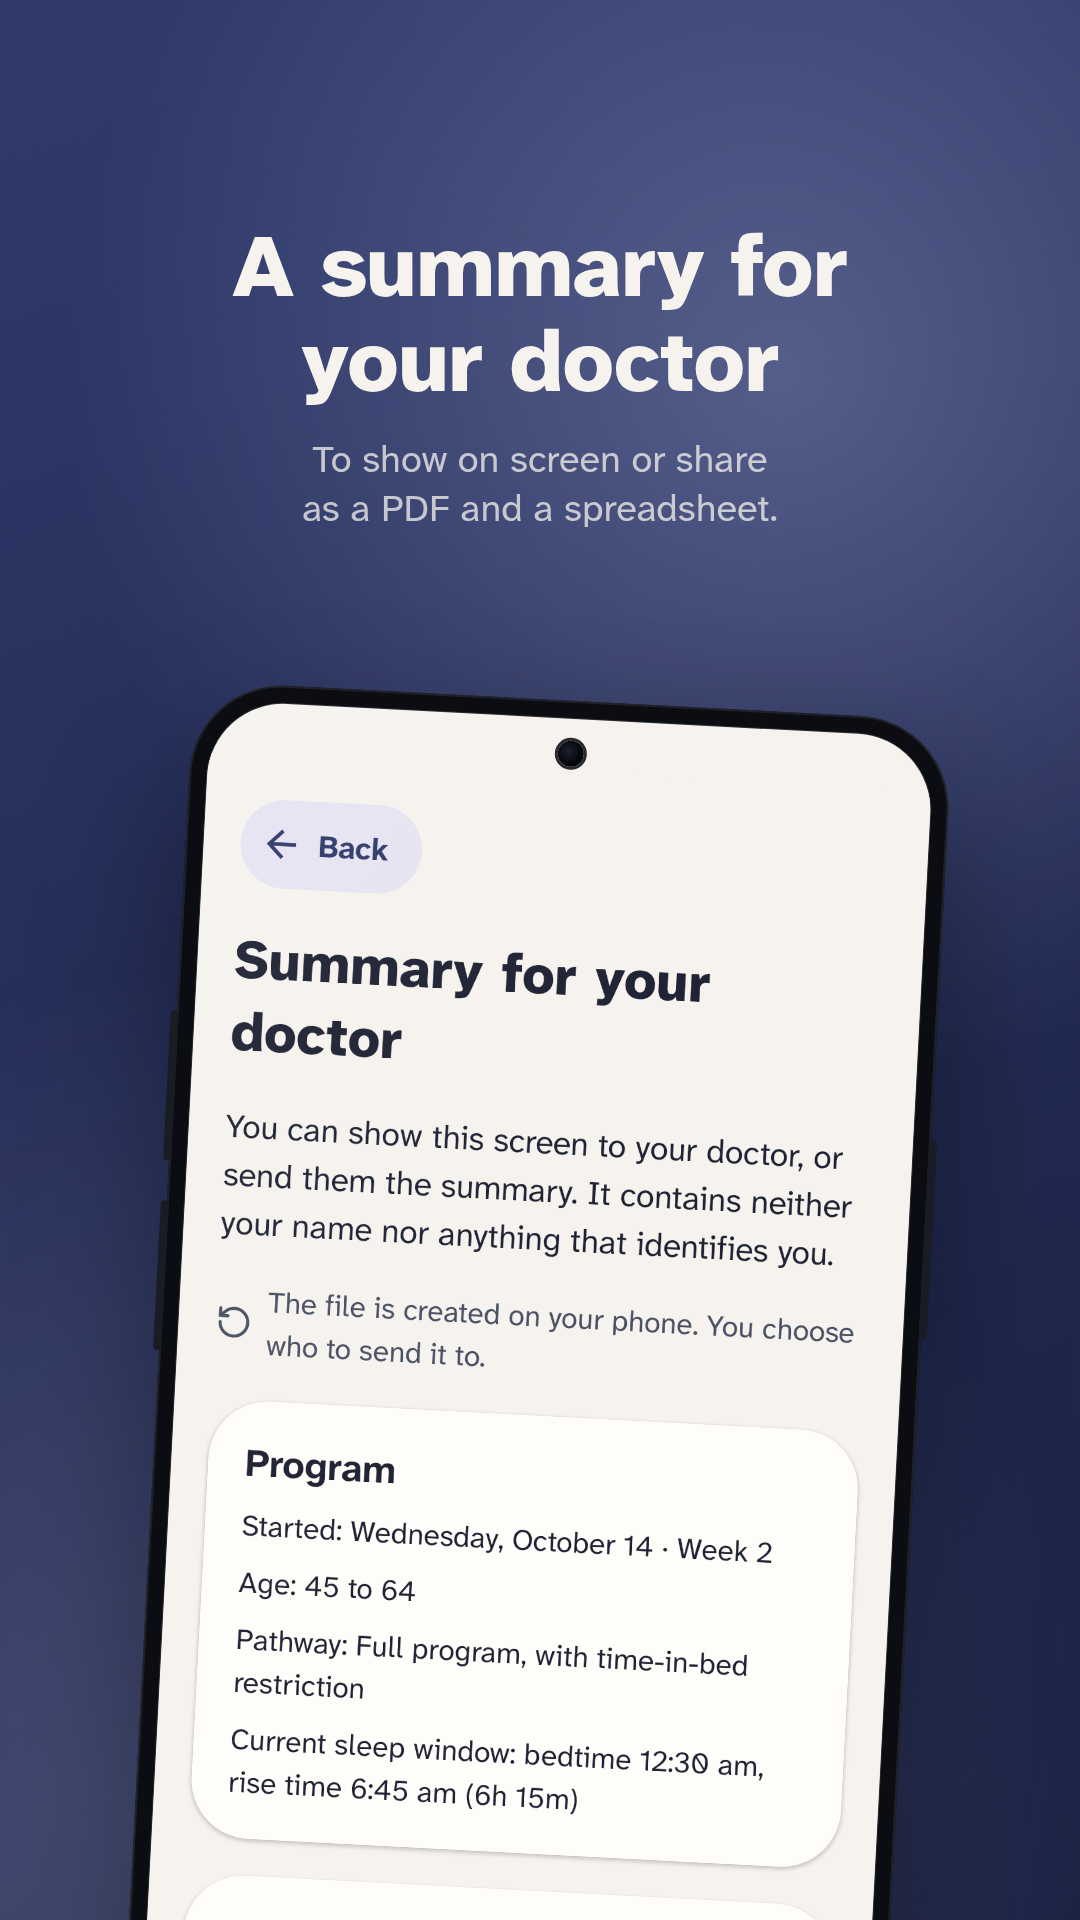 A summary for
your doctor
To show on screen or share
as a PDF and a spreadsheet.
Back
Summary for your
doctor
You can show this screen to your doctor, or
send them the summary. It contains neither
your name nor anything that identifies you.
The file is created on your phone. You choose
who to send it to.
Program
Started: Wednesday, October 14 · Week 2
Age: 45 to 64
Pathway: Full program, with time-in-bed
restriction
Current sleep window: bedtime 12:30 am,
rise time 6:45 am (6h 15m)